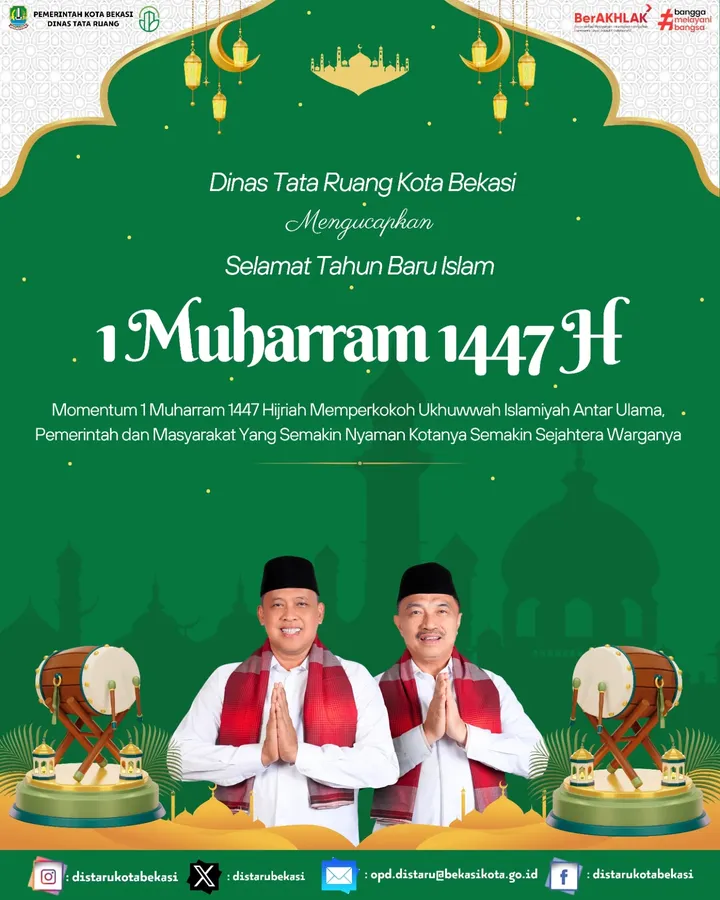 PEMERINTAH KOTA BEKASI
DINAS TATA RUANG
BerAKHLAK
#bangga
melayani
bangsa
Dinas Tata Ruang Kota Bekasi
Mengucapkan
Selamat Tahun Baru Islam
1 Muharram 1447 H
Momentum 1 Muharram 1447 Hijriah Memperkokoh Ukhuwwah Islamiyah Antar Ulama,
Pemerintah dan Masyarakat Yang Semakin Nyaman Kotanya Semakin Sejahtera Warganya
: distarukotabekasi
: distarubekasi
: opd.distaru@bekasikota.go.id
: distarukotabekasi